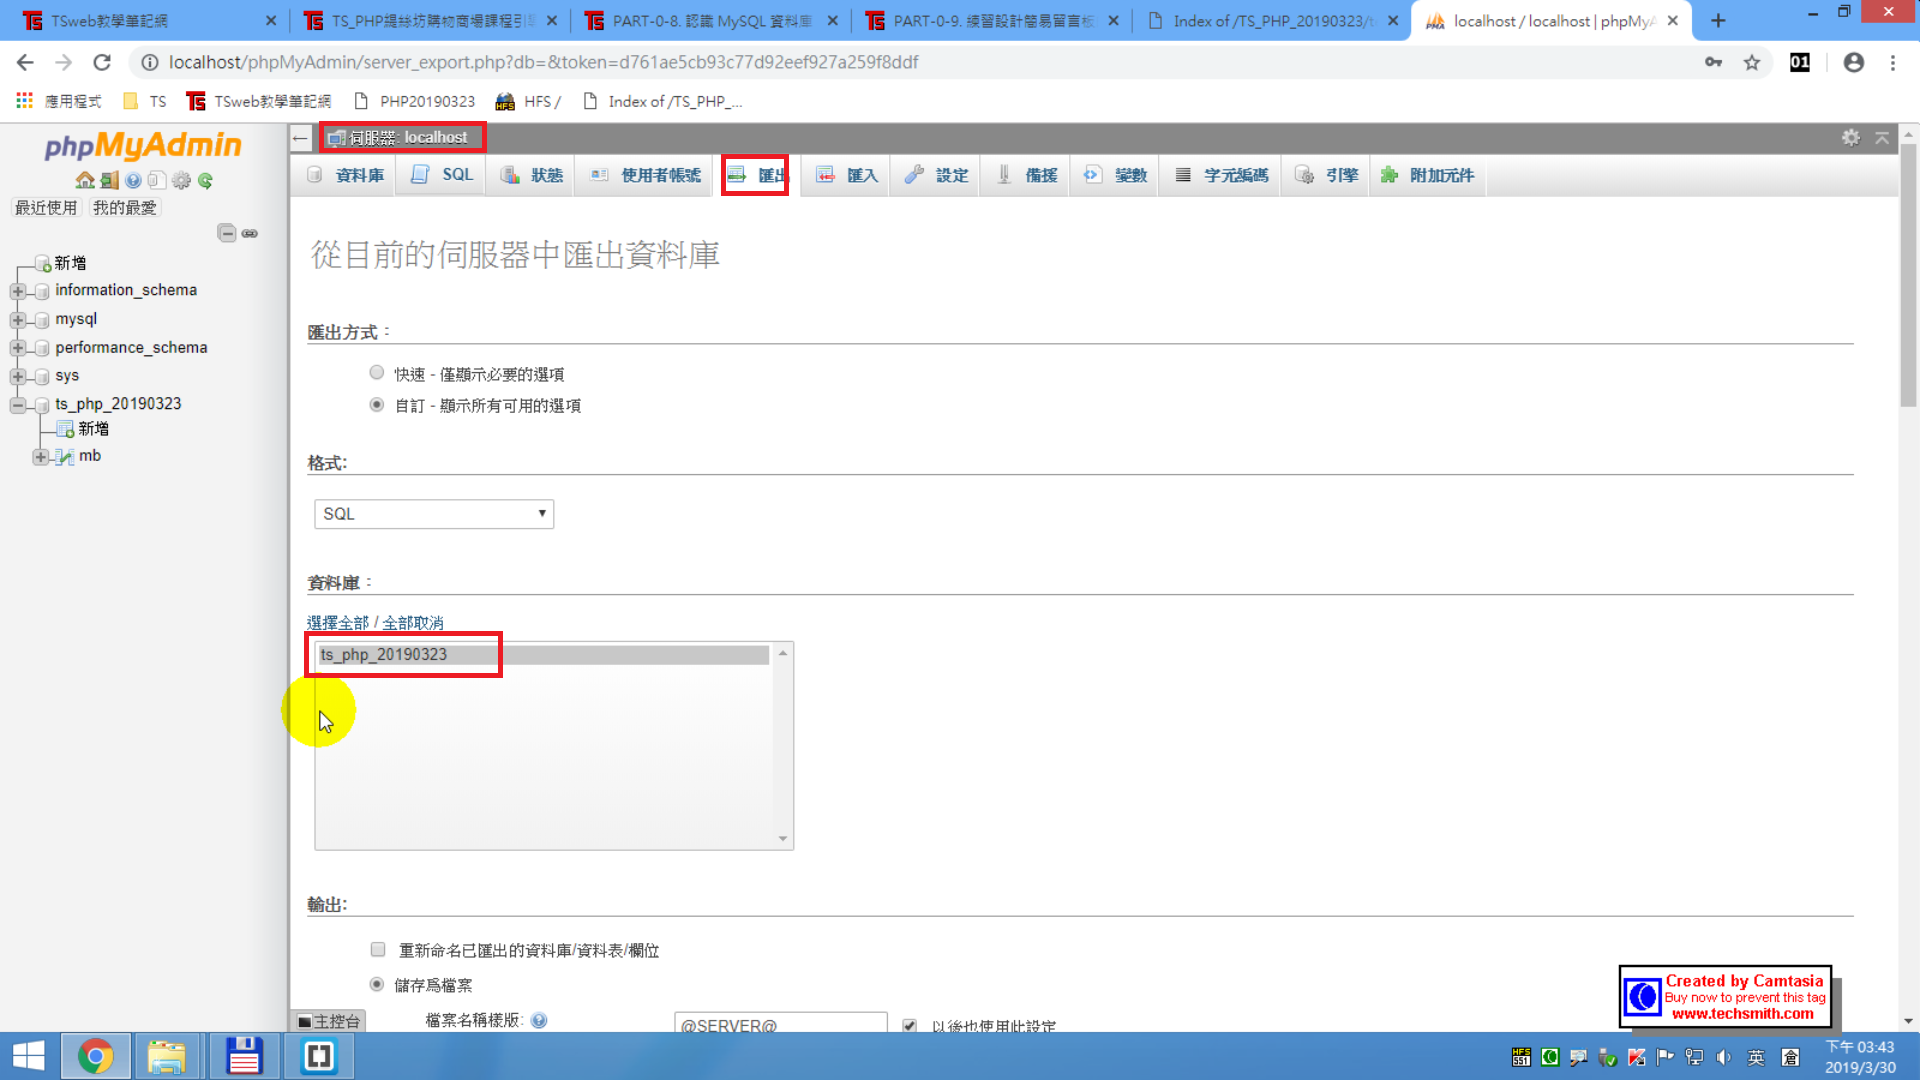 TSweb教學筆記網
TS_PHP緹絲坊購物商場課程引
PART-0-8. 認識 MySQL 資料庫
PART-0-9. 練習設計簡易留言板
Index of /TS_PHP_20190323/t
localhost / localhost | phpMyA
localhost/phpMyAdmin/server_export.php?db=&token=d761ae5cb93c77d92eef927a259f8ddf
01
應用程式
TS
TSweb教學筆記網
PHP20190323
HFS /
Index of /TS_PHP_...
phpMyAdmin
最近使用
我的最愛
新增
information_schema
mysql
performance_schema
sys
ts_php_20190323
新增
mb
伺服器: localhost
資料庫
SQL
狀態
使用者帳號
匯出
匯入
設定
備援
變數
字元編碼
引擎
附加元件
從目前的伺服器中匯出資料庫
匯出方式：
快速 - 僅顯示必要的選項
自訂 - 顯示所有可用的選項
格式:
SQL
資料庫：
選擇全部 / 全部取消
ts_php_20190323
輸出:
重新命名已匯出的資料庫/資料表/欄位
儲存爲檔案
檔案名稱樣版:
@SERVER@
以後也使用此設定
主控台
Created by Camtasia
Buy now to prevent this tag
www.techsmith.com
HFS
551
英
倉
下午 03:43
2019/3/30